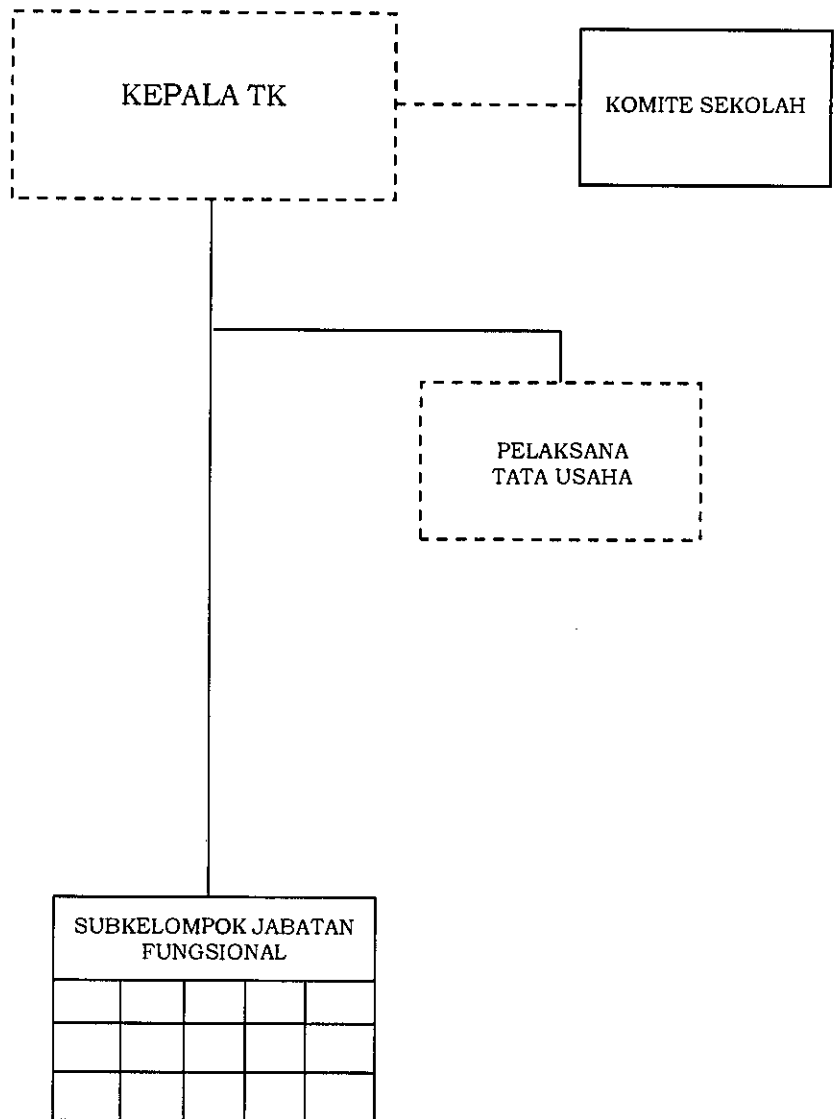 KEPALA TK
KOMITE SEKOLAH
PELAKSANA
TATA USAHA
SUBKELOMPOK JABATAN
FUNGSIONAL